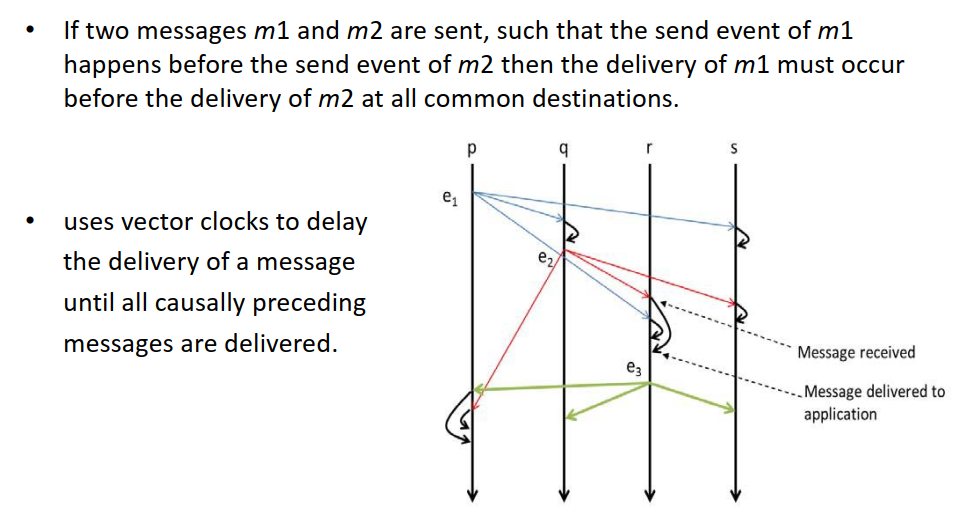 • If two messages m1 and m2 are sent, such that the send event of m1
happens before the send event of m2 then the delivery of m1 must occur
before the delivery of m2 at all common destinations.
p q r s
e₁
• uses vector clocks to delay
the delivery of a message
until all causally preceding
messages are delivered.
e₂
Message received
e₃
Message delivered to
application